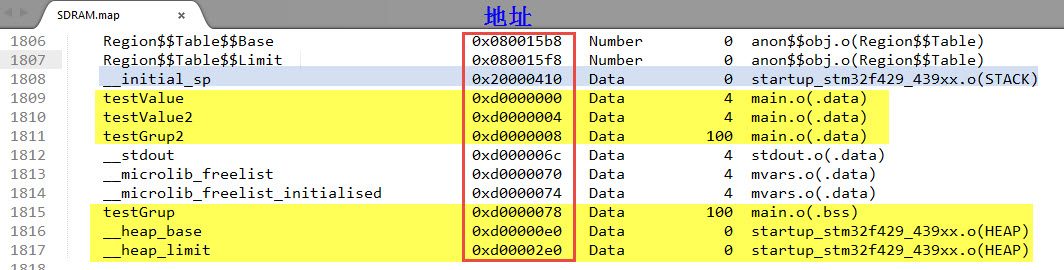 SDRAM.map ×
地址
1806 Region$$Table$$Base 0x080015b8 Number 0 anon$$obj.o(Region$$Table)
1807 Region$$Table$$Limit 0x080015f8 Number 0 anon$$obj.o(Region$$Table)
1808 __initial_sp 0x20000410 Data 0 startup_stm32f429_439xx.o(STACK)
1809 testValue 0xd0000000 Data 4 main.o(.data)
1810 testValue2 0xd0000004 Data 4 main.o(.data)
1811 testGrup2 0xd0000008 Data 100 main.o(.data)
1812 __stdout 0xd000006c Data 4 stdout.o(.data)
1813 __microlib_freelist 0xd0000070 Data 4 mvars.o(.data)
1814 __microlib_freelist_initialised 0xd0000074 Data 4 mvars.o(.data)
1815 testGrup 0xd0000078 Data 100 main.o(.bss)
1816 __heap_base 0xd00000e0 Data 0 startup_stm32f429_439xx.o(HEAP)
1817 __heap_limit 0xd00002e0 Data 0 startup_stm32f429_439xx.o(HEAP)
1818